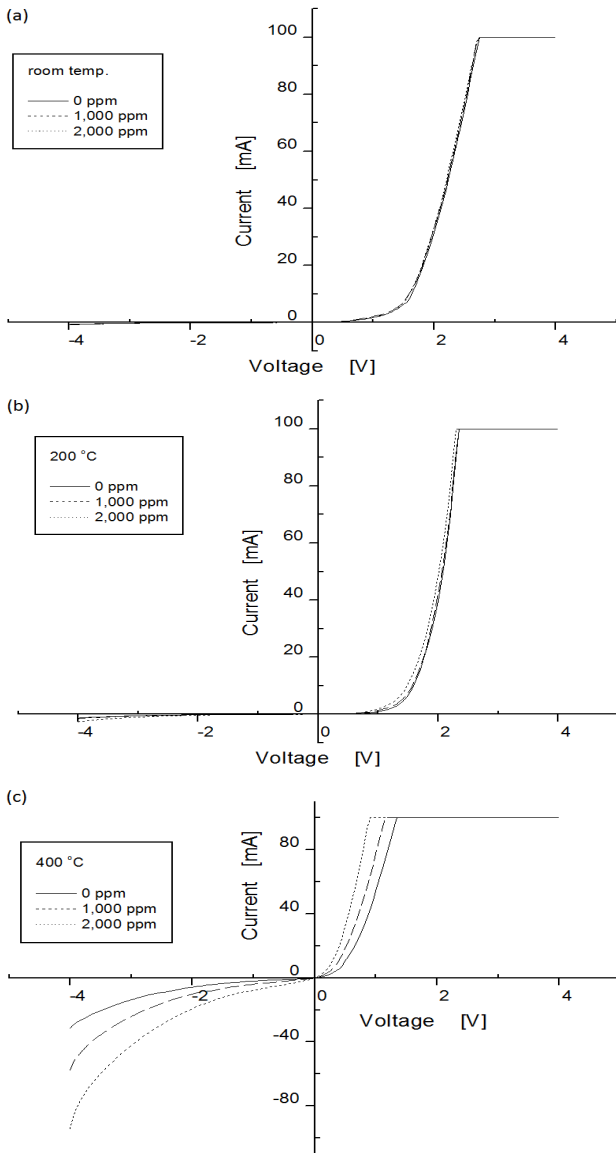 (a)
room temp.
0 ppm
1,000 ppm
2,000 ppm
100
80
60
40
20
0
Current [mA]
-4
-2
0
2
4
Voltage [V]
(b)
200 °C
0 ppm
1,000 ppm
2,000 ppm
100
80
60
40
20
0
Current [mA]
-4
-2
0
2
4
Voltage [V]
(c)
400 °C
0 ppm
1,000 ppm
2,000 ppm
80
40
0
Current [mA]
-4
-2
0
2
4
Voltage [V]
-40
-80